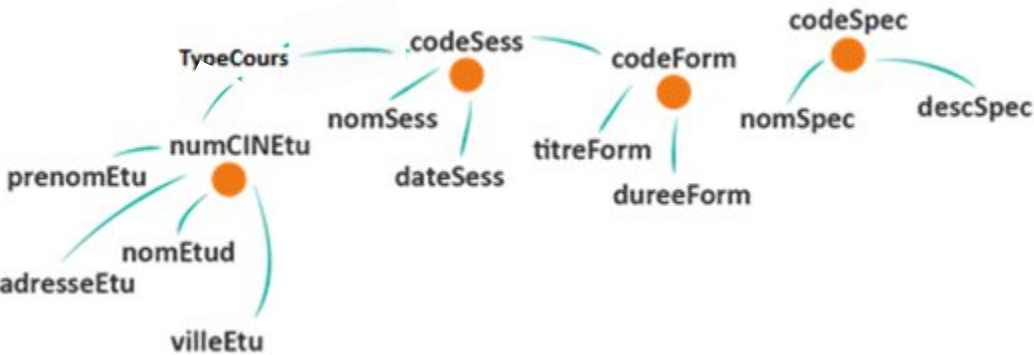 codeSpec
TypeCours
codeSess
codeForm
nomSess
nomSpec
descSpec
numCINEtu
titreForm
prenomEtu
dateSess
dureeForm
nomEtud
adresseEtu
villeEtu